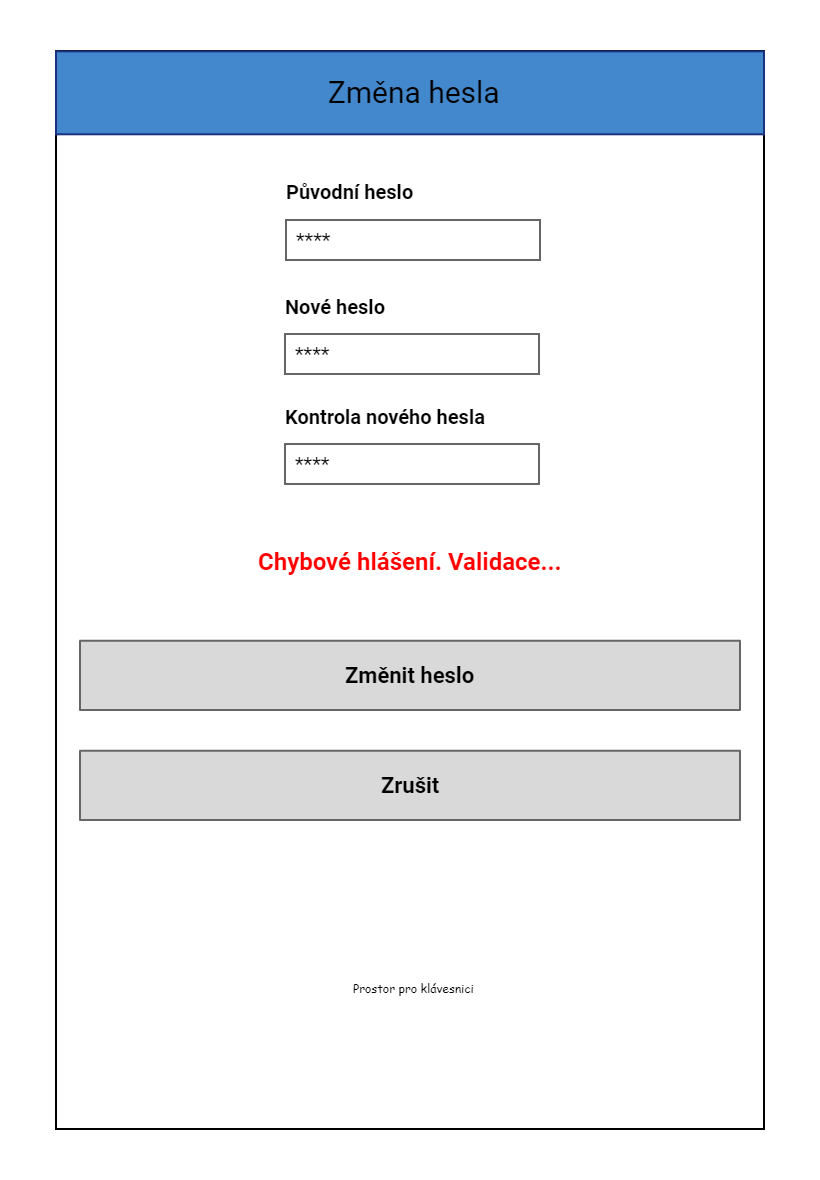 Změna hesla
Původní heslo
****
Nové heslo
****
Kontrola nového hesla
****
Chybové hlášení. Validace...
Změnit heslo
Zrušit
Prostor pro klávesnici